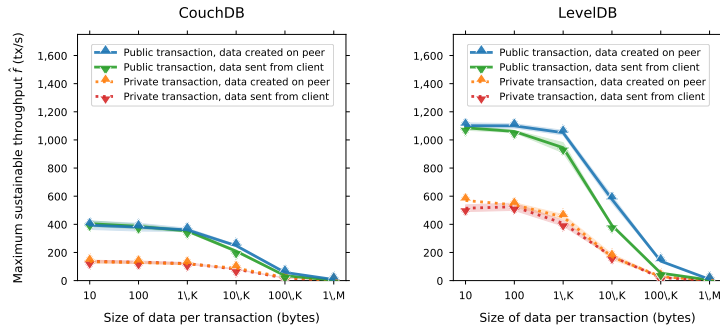 CouchDB
Maximum sustainable throughput f̂ (tx/s)
1,600
1,400
1,200
1,000
800
600
400
200
0
Public transaction, data created on peer
Public transaction, data sent from client
Private transaction, data created on peer
Private transaction, data sent from client
10 100 1\,K 10\,K 100\,K 1\,M
Size of data per transaction (bytes)
LevelDB
1,600
1,400
1,200
1,000
800
600
400
200
0
Public transaction, data created on peer
Public transaction, data sent from client
Private transaction, data created on peer
Private transaction, data sent from client
10 100 1\,K 10\,K 100\,K 1\,M
Size of data per transaction (bytes)